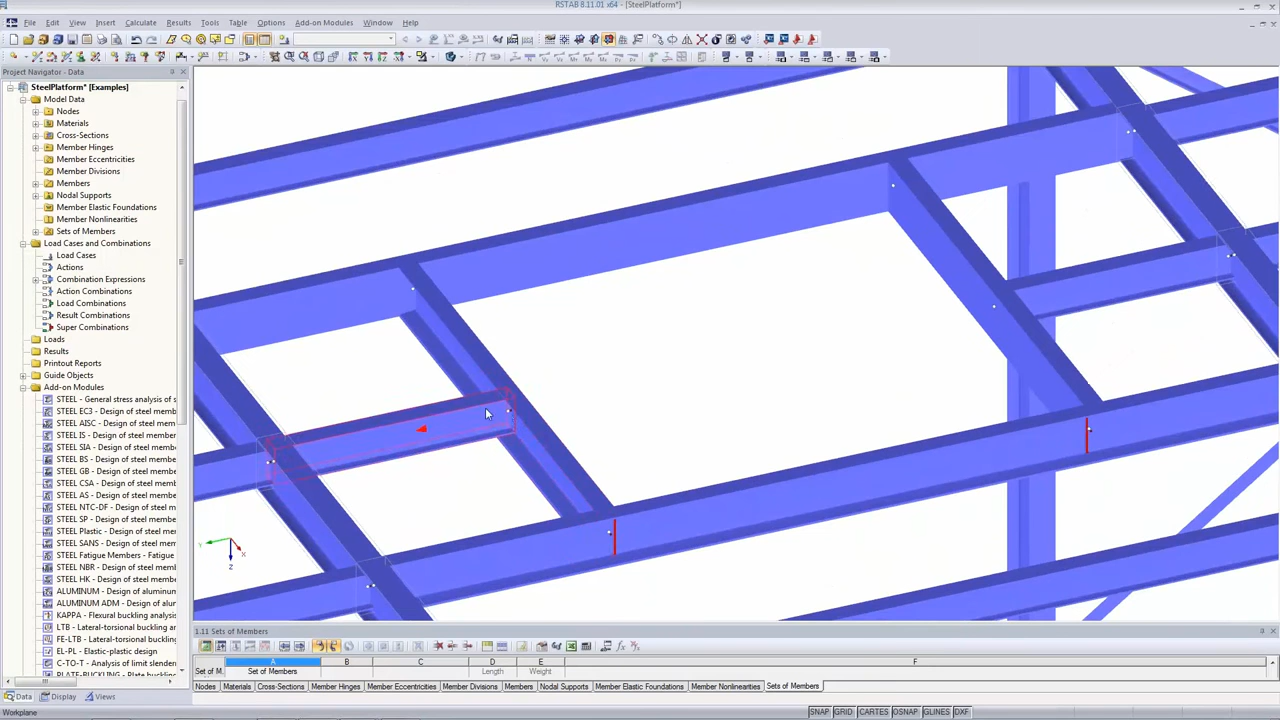 RSTAB 8.11.01 x64 - [SteelPlatform*]
File Edit View Insert Calculate Results Tools Table Options Add-on Modules Window Help
Project Navigator - Data
SteelPlatform* [Examples]
Model Data
Nodes
Materials
Cross-Sections
Member Hinges
Member Eccentricities
Member Divisions
Members
Nodal Supports
Member Elastic Foundations
Member Nonlinearities
Sets of Members
Load Cases and Combinations
Load Cases
Actions
Combination Expressions
Action Combinations
Load Combinations
Result Combinations
Super Combinations
Loads
Results
Printout Reports
Guide Objects
Add-on Modules
STEEL - General stress analysis of s
STEEL EC3 - Design of steel memb
STEEL AISC - Design of steel mem
STEEL IS - Design of steel member
STEEL SIA - Design of steel membe
STEEL BS - Design of steel membe
STEEL GB - Design of steel membe
STEEL CSA - Design of steel memb
STEEL AS - Design of steel membe
STEEL NTC-DF - Design of steel m
STEEL SP - Design of steel membe
STEEL Plastic - Design of steel mem
STEEL SANS - Design of steel mem
STEEL Fatigue Members - Fatigue
STEEL NBR - Design of steel memb
STEEL HK - Design of steel membe
ALUMINUM - Design of alumin
ALUMINUM ADM - Design of alum
KAPPA - Flexural buckling analysis
LTB - Lateral-torsional buckling a
FE-LTB - Lateral-torsional buckling
EL-PL - Elastic-plastic design
C-TO-T - Analysis of limit slender
Data Display Views
Y X
Z
1.11 Sets of Members
A B C D E F
Set of M. Set of Members Length Weight
Nodes Materials Cross-Sections Member Hinges Member Eccentricities Member Divisions Members Nodal Supports Member Elastic Foundations Member Nonlinearities Sets of Members
Workplane SNAP GRID CARTES OSNAP GLINES DXF